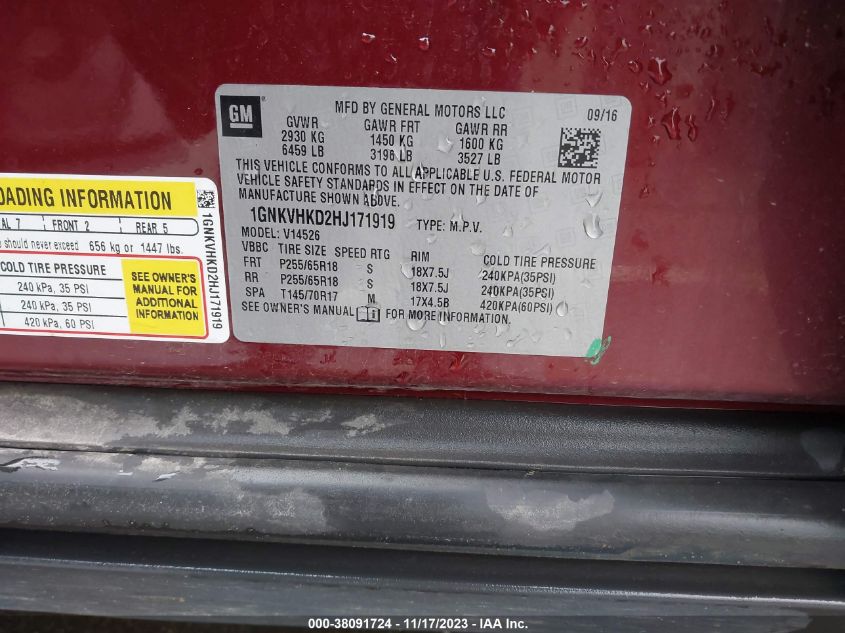 GM
MFD BY GENERAL MOTORS LLC
09/16
GVWR GAWR FRT GAWR RR
2930 KG 1450 KG 1600 KG
6459 LB 3196 LB 3527 LB
THIS VEHICLE CONFORMS TO ALL APPLICABLE U.S. FEDERAL MOTOR
VEHICLE SAFETY STANDARDS IN EFFECT ON THE DATE OF
MANUFACTURE SHOWN ABOVE.
1GNKVHKD2HJ171919 TYPE: M.P.V.
MODEL: V14526
VBBC TIRE SIZE SPEED RTG RIM COLD TIRE PRESSURE
FRT P255/65R18 S 18X7.5J 240KPA(35PSI)
RR P255/65R18 S 18X7.5J 240KPA(35PSI)
SPA T145/70R17 M 17X4.5B 420KPA(60PSI)
SEE OWNER'S MANUAL FOR MORE INFORMATION.
OADING INFORMATION
AL 7 FRONT 2 REAR 5
should never exceed 656 kg or 1447 lbs.
COLD TIRE PRESSURE
240 kPa, 35 PSI
240 kPa, 35 PSI
420 kPa, 60 PSI
SEE OWNER'S
MANUAL FOR
ADDITIONAL
INFORMATION
1GNKVHKD2HJ171919
000-38091724 - 11/17/2023 - IAA Inc.